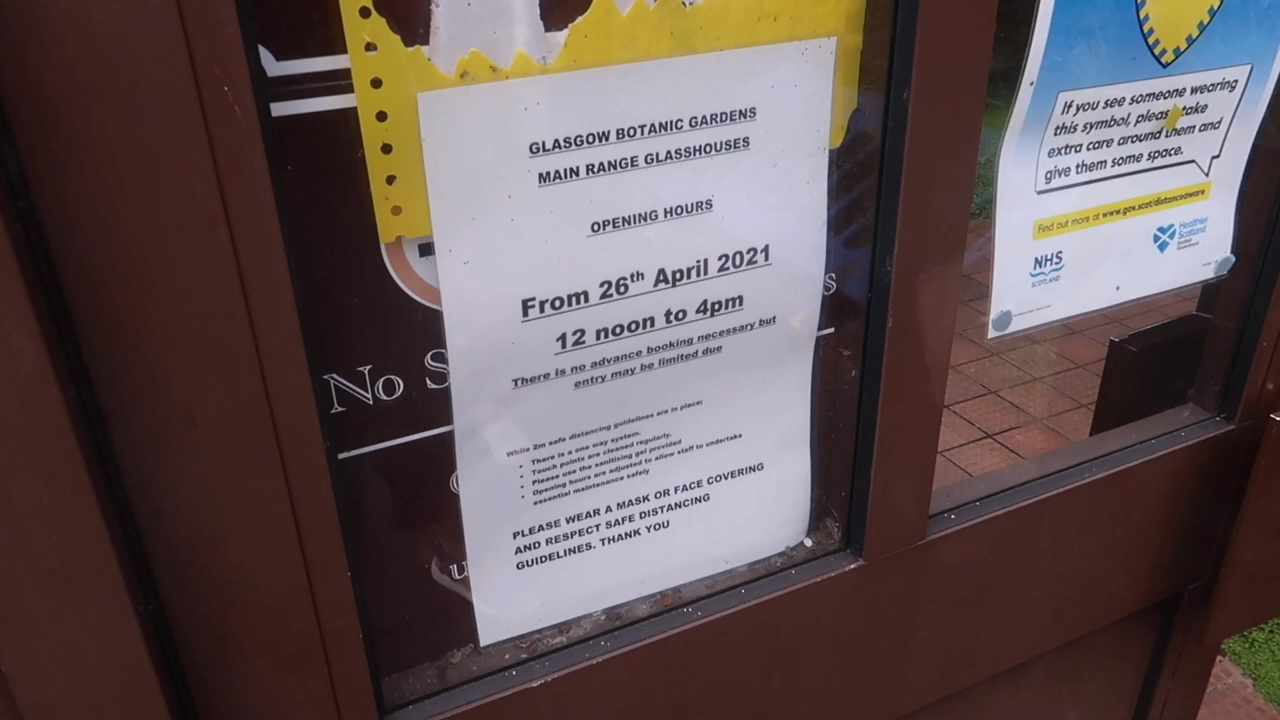 GLASGOW BOTANIC GARDENS
MAIN RANGE GLASSHOUSES
OPENING HOURS
From 26th April 2021
12 noon to 4pm
There is no advance booking necessary but
entry may be limited due
While 2m safe distancing guidelines are in place;
• There is a one way system.
• Touch points are cleaned regularly.
• Please use the sanitising gel provided
• Opening hours are adjusted to allow staff to undertake
• essential maintenance safely
PLEASE WEAR A MASK OR FACE COVERING
AND RESPECT SAFE DISTANCING
GUIDELINES. THANK YOU
No S
s
u
If you see someone wearing
this symbol, please take
extra care around them and
give them some space.
Find out more at www.gov.scot/distanceaware
NHS
SCOTLAND
Healthier
Scotland
Scottish
Government